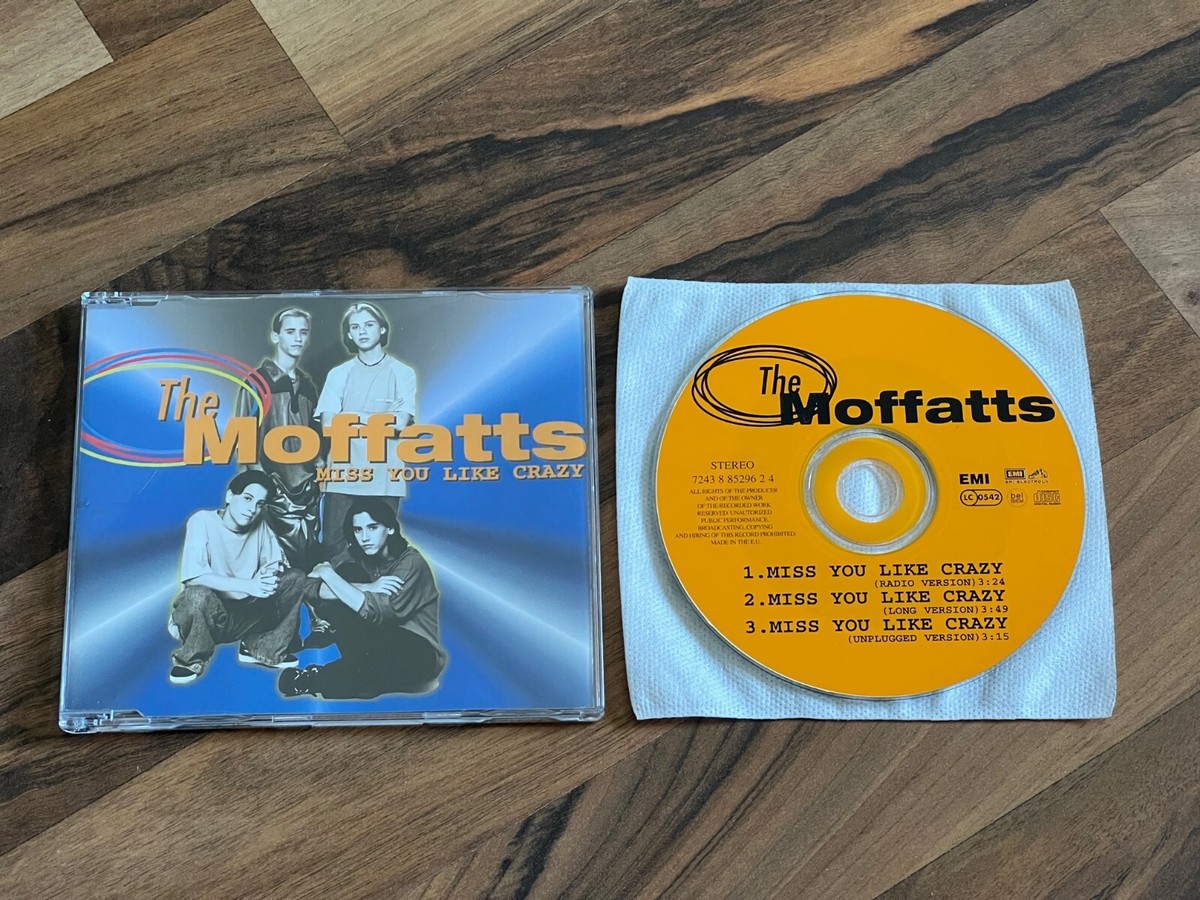 The
Moffatts
MISS YOU LIKE CRAZY
The
Moffatts
STEREO
7243 8 85296 2 4
ALL RIGHTS OF THE PRODUCER
AND OF THE OWNER
OF THE RECORDED WORK
RESERVED. UNAUTHORIZED
PUBLIC PERFORMANCE,
BROADCASTING, COPYING
AND HIRING OF THIS RECORD PROHIBITED
MADE IN THE E.U.
EMI
EMI
EMI ELECTROLA
LC 0542
1.MISS YOU LIKE CRAZY
(RADIO VERSION)3:24
2.MISS YOU LIKE CRAZY
(LONG VERSION)3:49
3.MISS YOU LIKE CRAZY
(UNPLUGGED VERSION)3:15